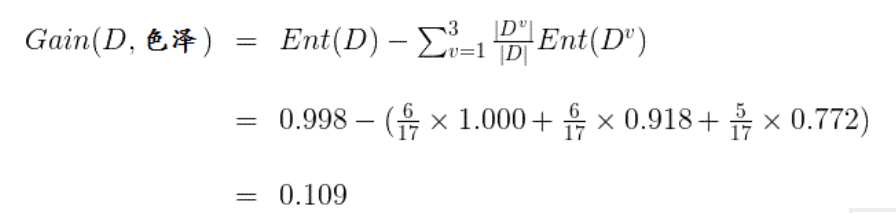 Gain(D, 色泽) = Ent(D) − ∑_{v=1}^{3} \frac{|D^v|}{|D|} Ent(D^v)
= 0.998 − (\frac{6}{17} × 1.000 + \frac{6}{17} × 0.918 + \frac{5}{17} × 0.772)
= 0.109